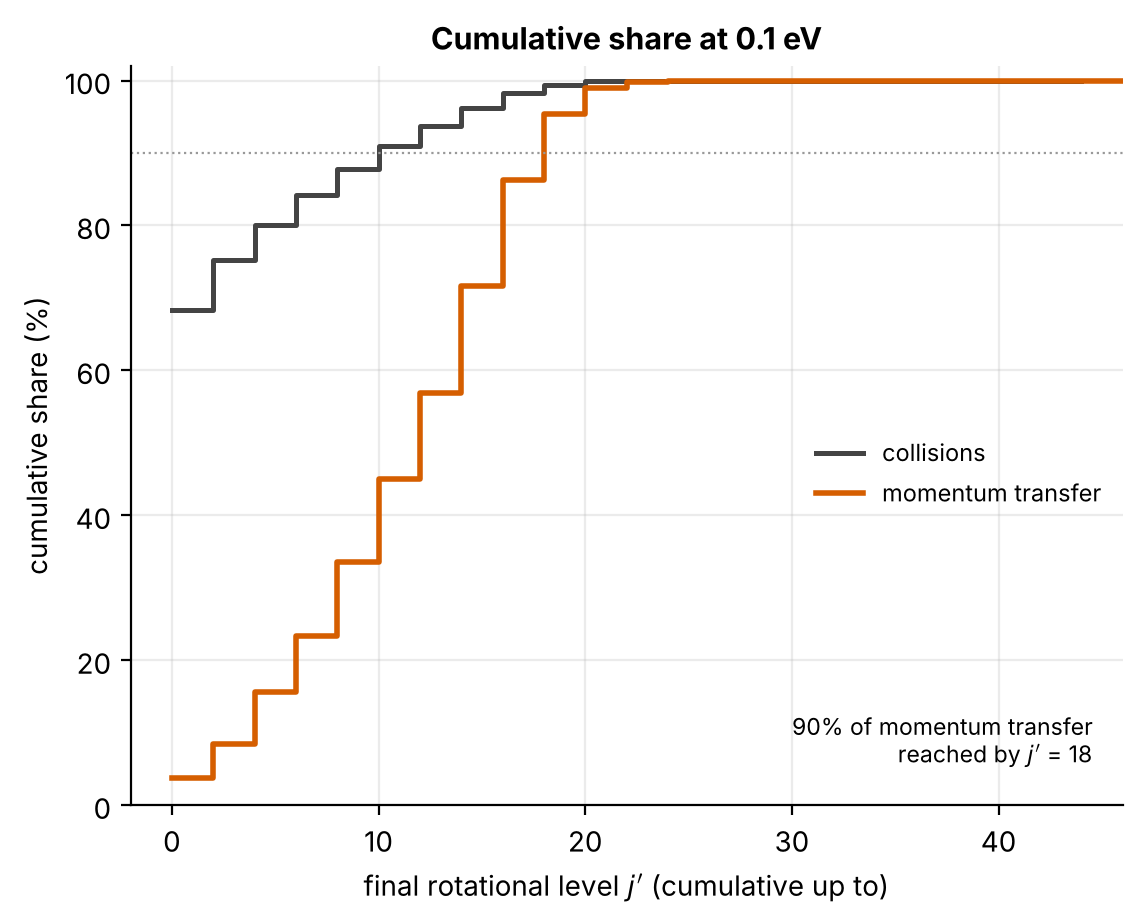 Cumulative share at 0.1 eV
100
80
60
40
20
0
cumulative share (%)
collisions
momentum transfer
90% of momentum transfer
reached by j′ = 18
0 10 20 30 40
final rotational level j′ (cumulative up to)